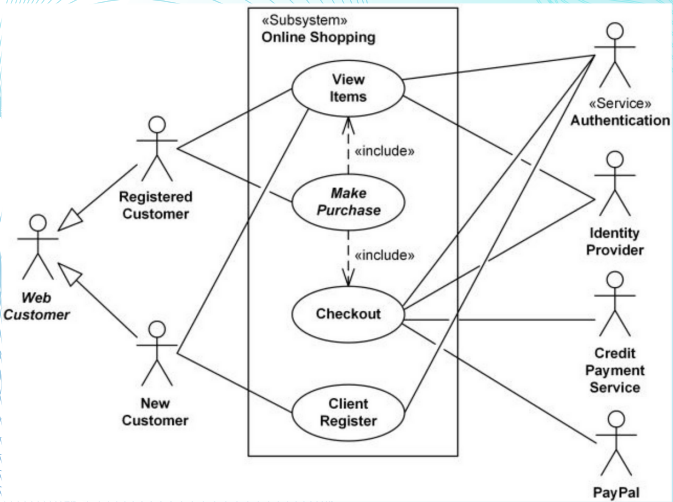 «Subsystem»
Online Shopping
View
Items
«Service»
Authentication
«include»
Registered
Customer
Make
Purchase
Identity
Provider
«include»
Web
Customer
Checkout
Credit
Payment
Service
New
Customer
Client
Register
PayPal